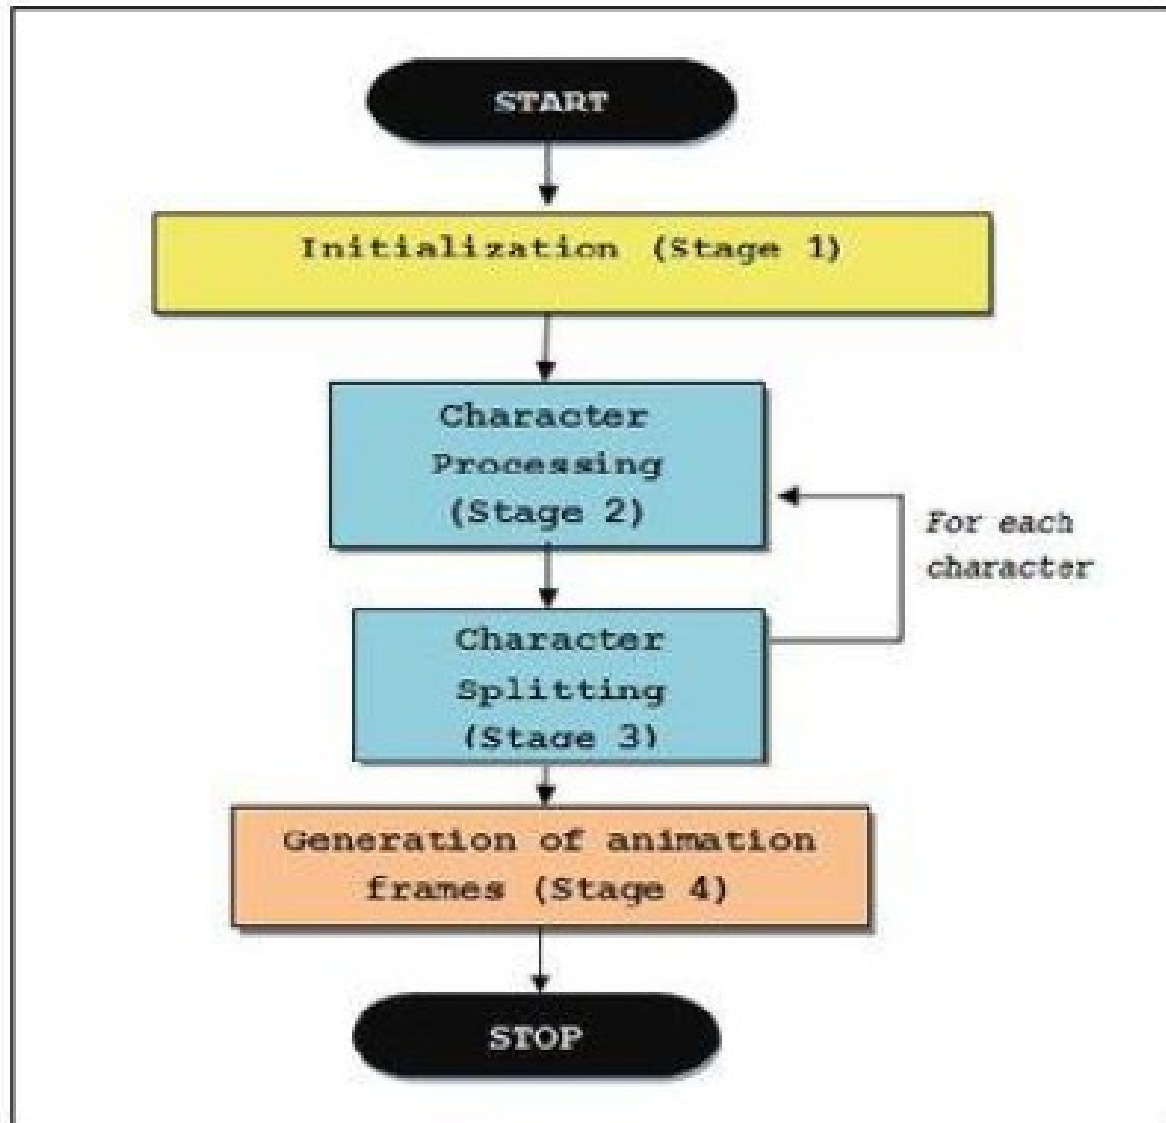 START
Initialization (Stage 1)
Character
Processing
(Stage 2)
For each
character
Character
Splitting
(Stage 3)
Generation of animation
frames (Stage 4)
STOP